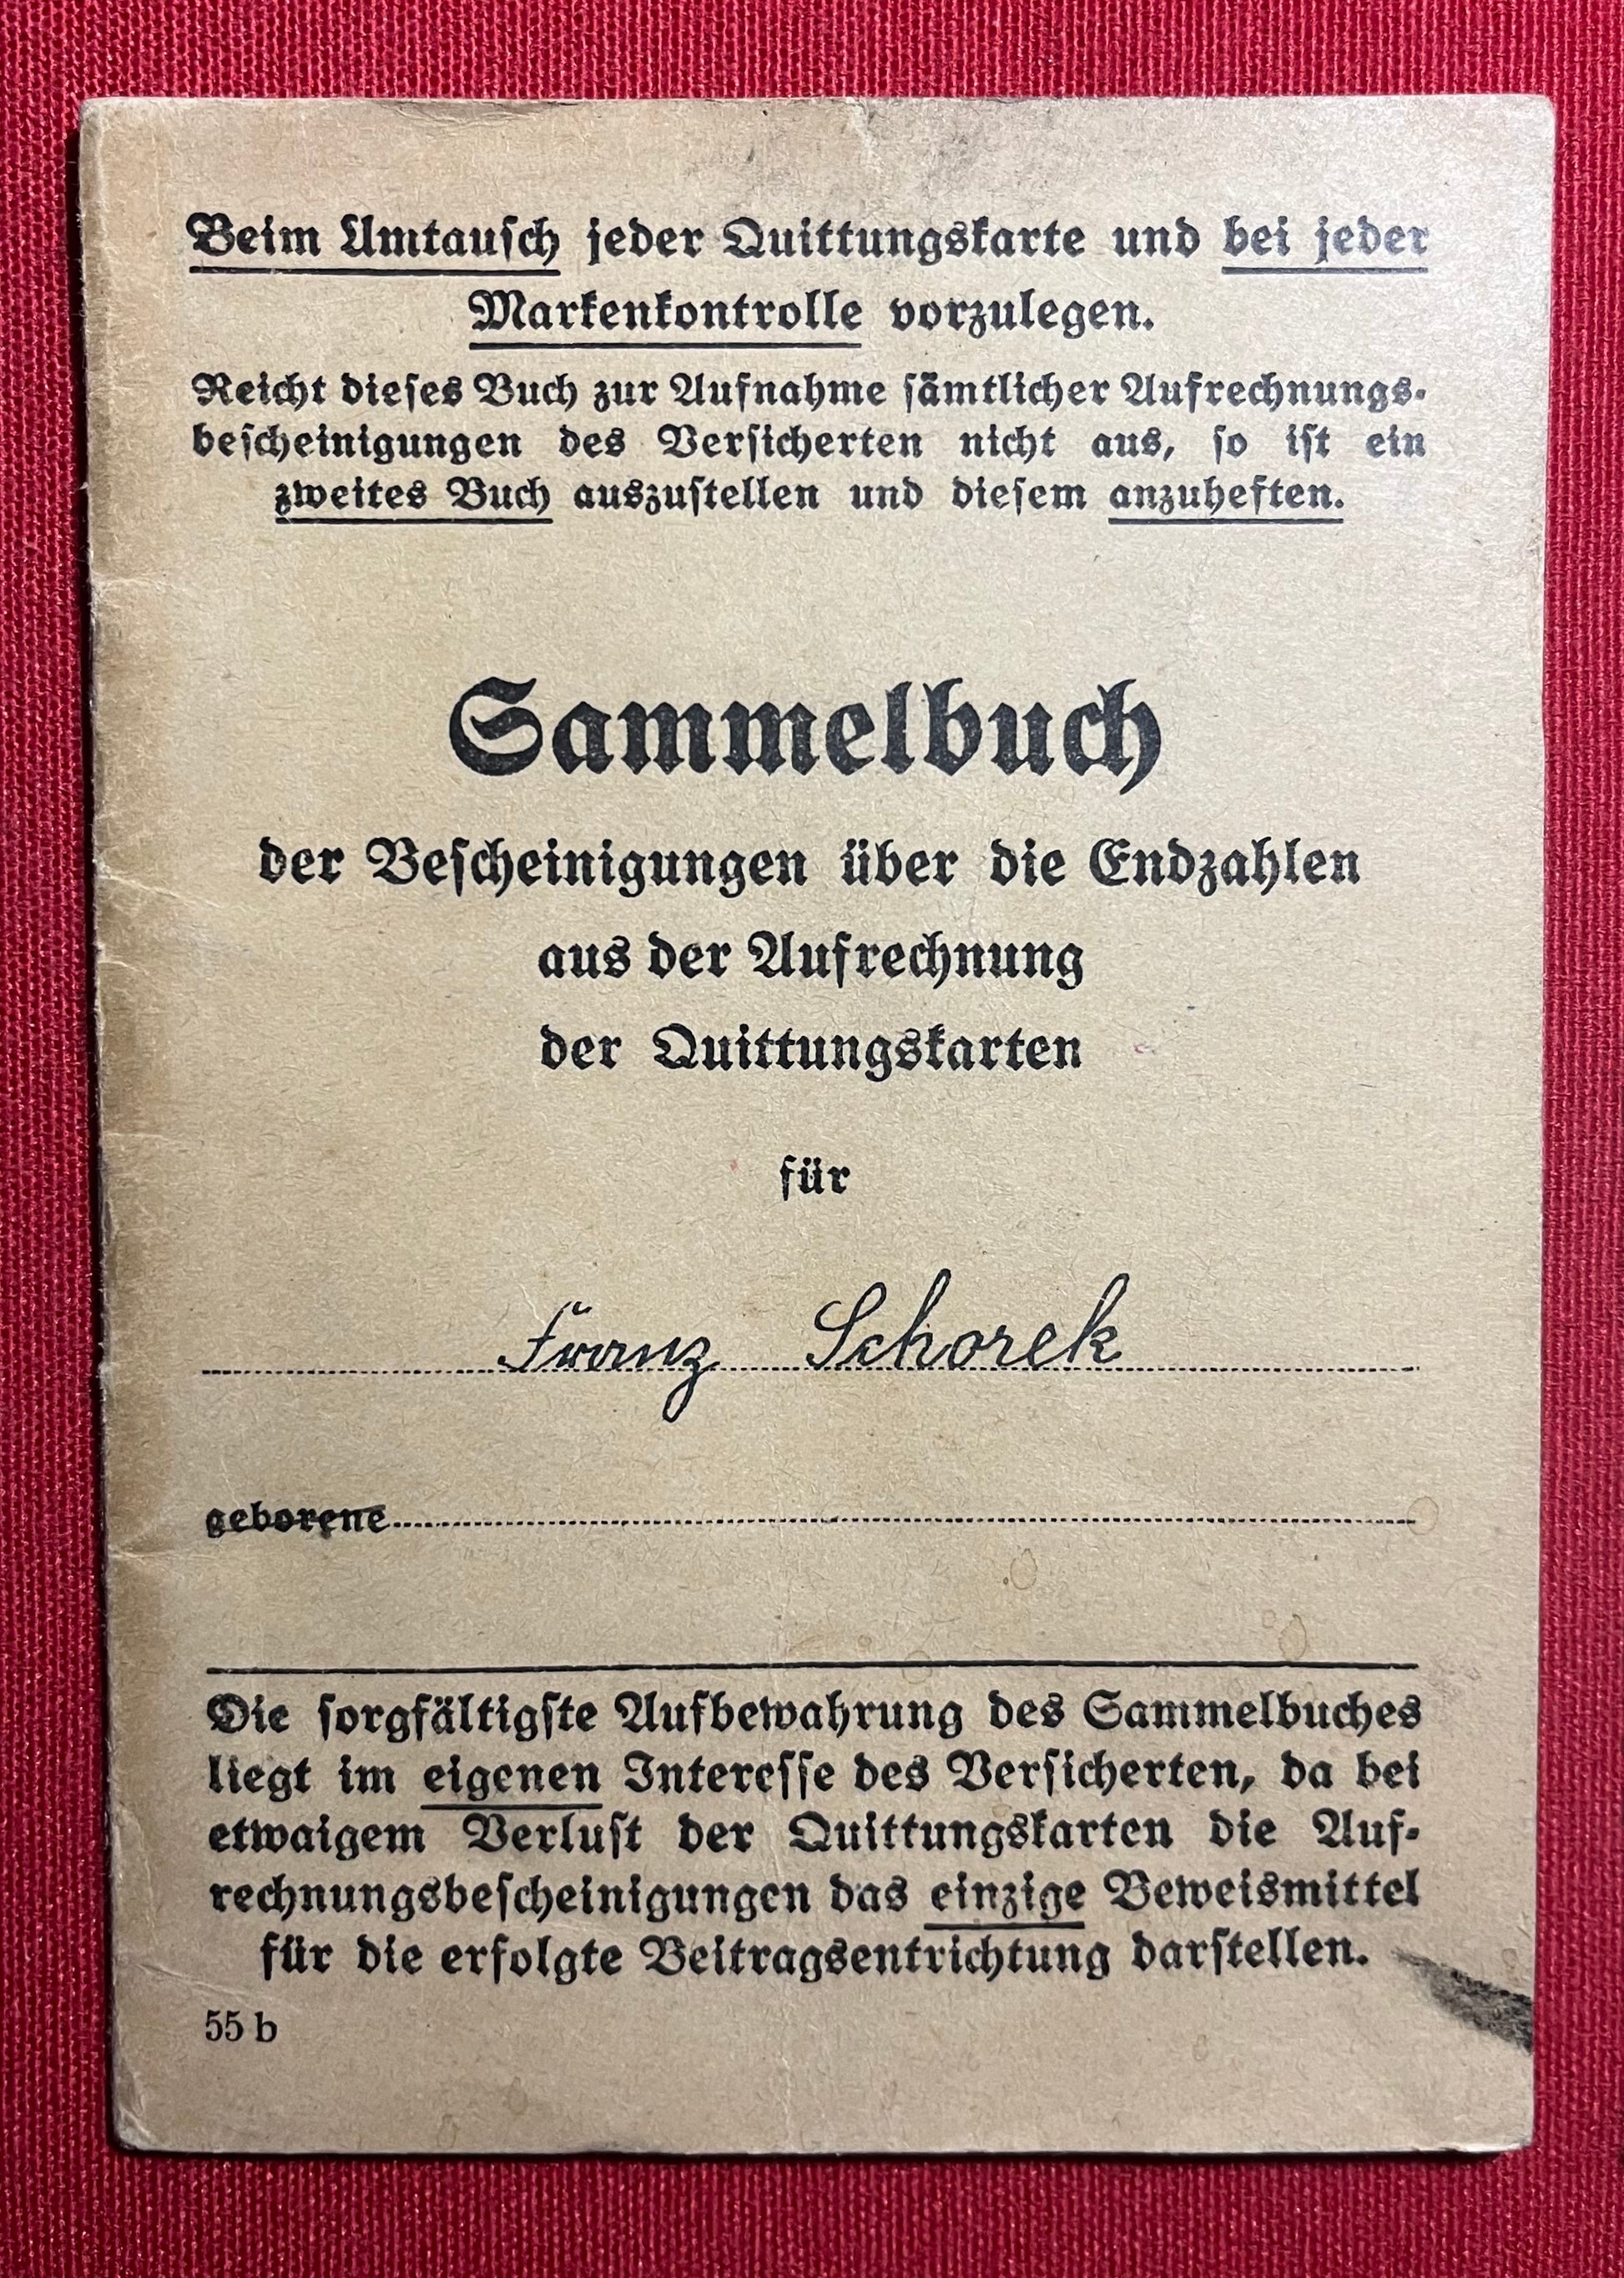 Beim Umtausch jeder Quittungskarte und bei jeder
Markenkontrolle vorzulegen.
Reicht dieses Buch zur Aufnahme sämtlicher Aufrechnungs-
bescheinigungen des Versicherten nicht aus, so ist ein
zweites Buch auszustellen und diesem anzuheften.
Sammelbuch
der Bescheinigungen über die Endzahlen
aus der Aufrechnung
der Quittungskarten
für
Franz Schorek
geborene
Die sorgfältigste Aufbewahrung des Sammelbuches
liegt im eigenen Interesse des Versicherten, da bei
etwaigem Verlust der Quittungskarten die Auf-
rechnungsbescheinigungen das einzige Beweismittel
für die erfolgte Beitragsentrichtung darstellen.
55 b